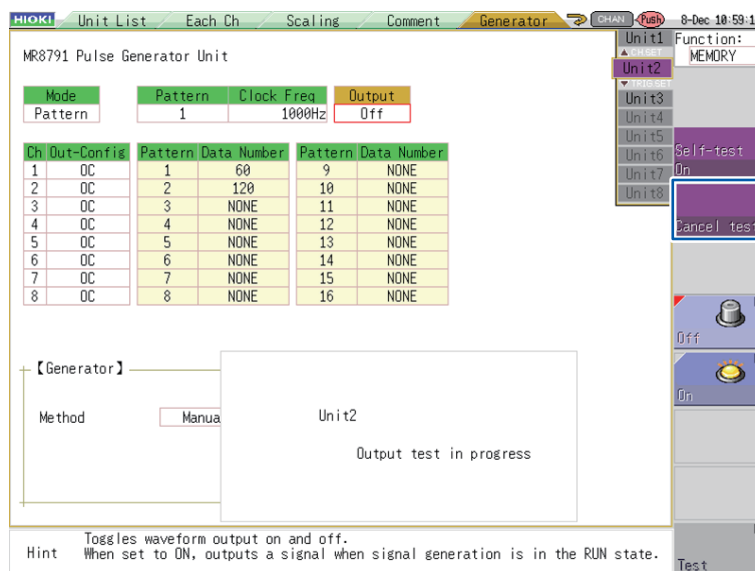 HIOKI Unit List Each Ch Scaling Comment Generator CHAN Push 8-Dec 10:59:1
MR8791 Pulse Generator Unit
Unit1
▲CH SET
Unit2
▼TRIG.SET
Unit3
Unit4
Unit5
Unit6
Unit7
Unit8
Function:
MEMORY
Mode Pattern Clock Freq Output
Pattern 1 1000Hz Off
Ch Out-Config Pattern Data Number Pattern Data Number
1 OC 1 60 9 NONE
2 OC 2 120 10 NONE
3 OC 3 NONE 11 NONE
4 OC 4 NONE 12 NONE
5 OC 5 NONE 13 NONE
6 OC 6 NONE 14 NONE
7 OC 7 NONE 15 NONE
8 OC 8 NONE 16 NONE
Self-test
On
Cancel test
Off
On
【Generator】
Method Manua
Unit2
Output test in progress
Hint Toggles waveform output on and off.
When set to ON, outputs a signal when signal generation is in the RUN state.
Test